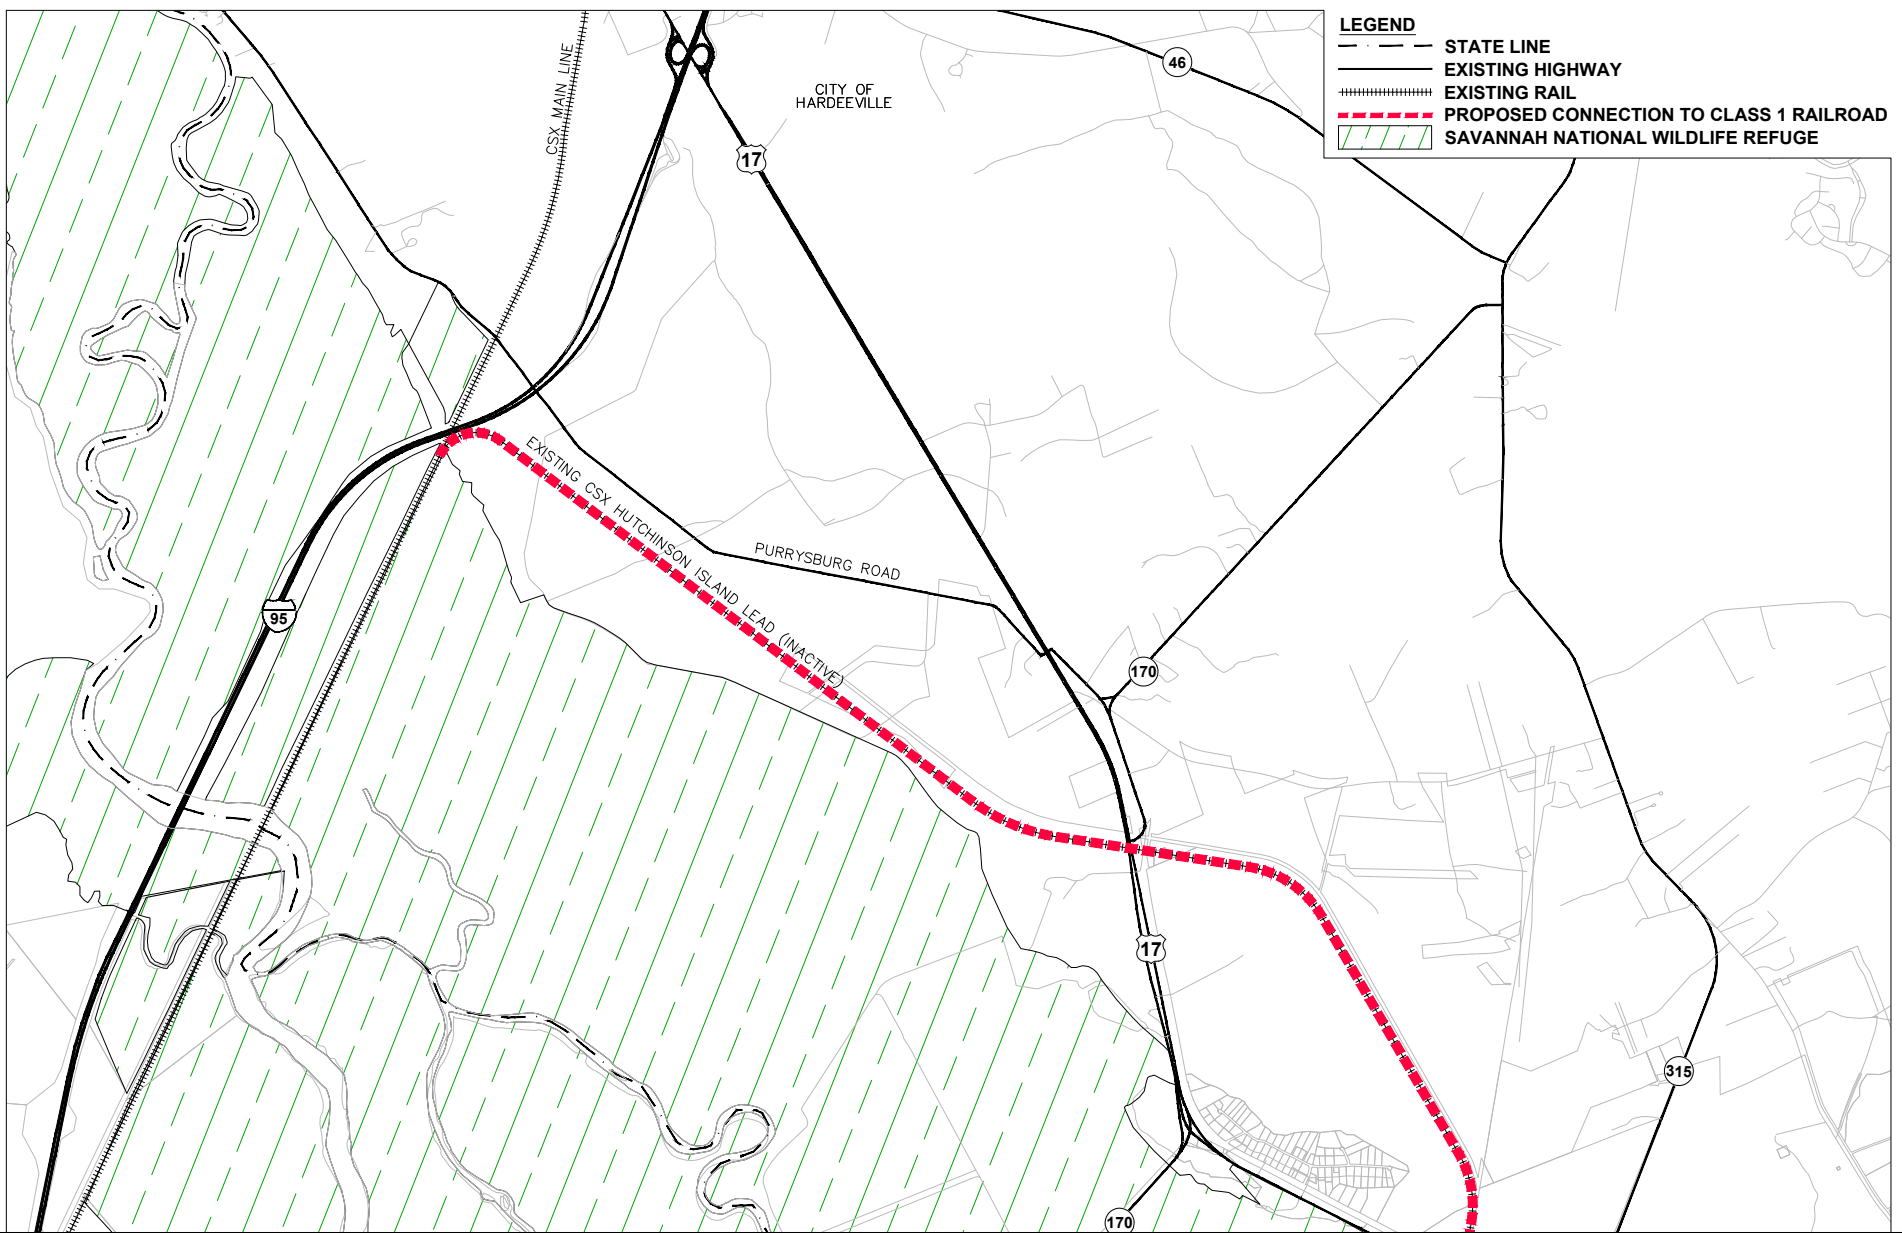 LEGEND
STATE LINE
EXISTING HIGHWAY
EXISTING RAIL
PROPOSED CONNECTION TO CLASS 1 RAILROAD
SAVANNAH NATIONAL WILDLIFE REFUGE
46
CSX MAIN LINE
CITY OF
HARDEEVILLE
17
EXISTING CSX HUTCHINSON ISLAND LEAD (INACTIVE)
PURRYSBURG ROAD
95
170
17
315
170